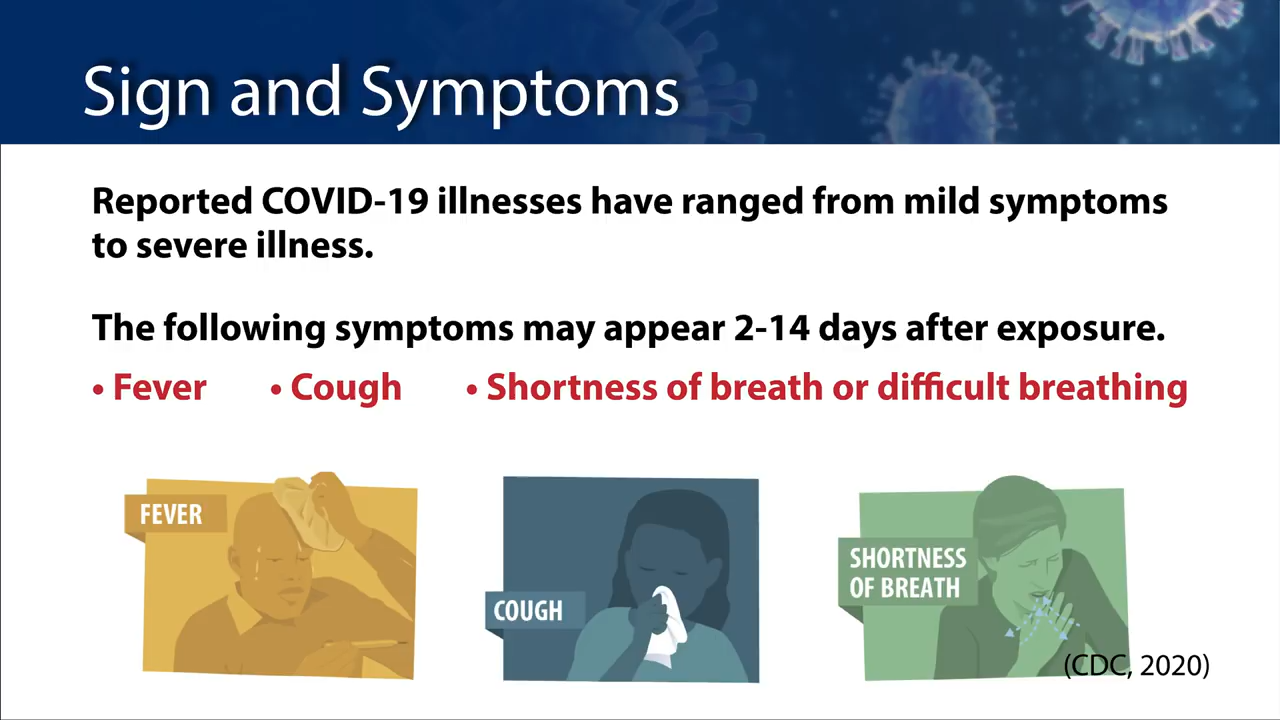 Sign and Symptoms
Reported COVID-19 illnesses have ranged from mild symptoms
to severe illness.
The following symptoms may appear 2-14 days after exposure.
• Fever • Cough • Shortness of breath or difficult breathing
FEVER
COUGH
SHORTNESS
OF BREATH
(CDC, 2020)